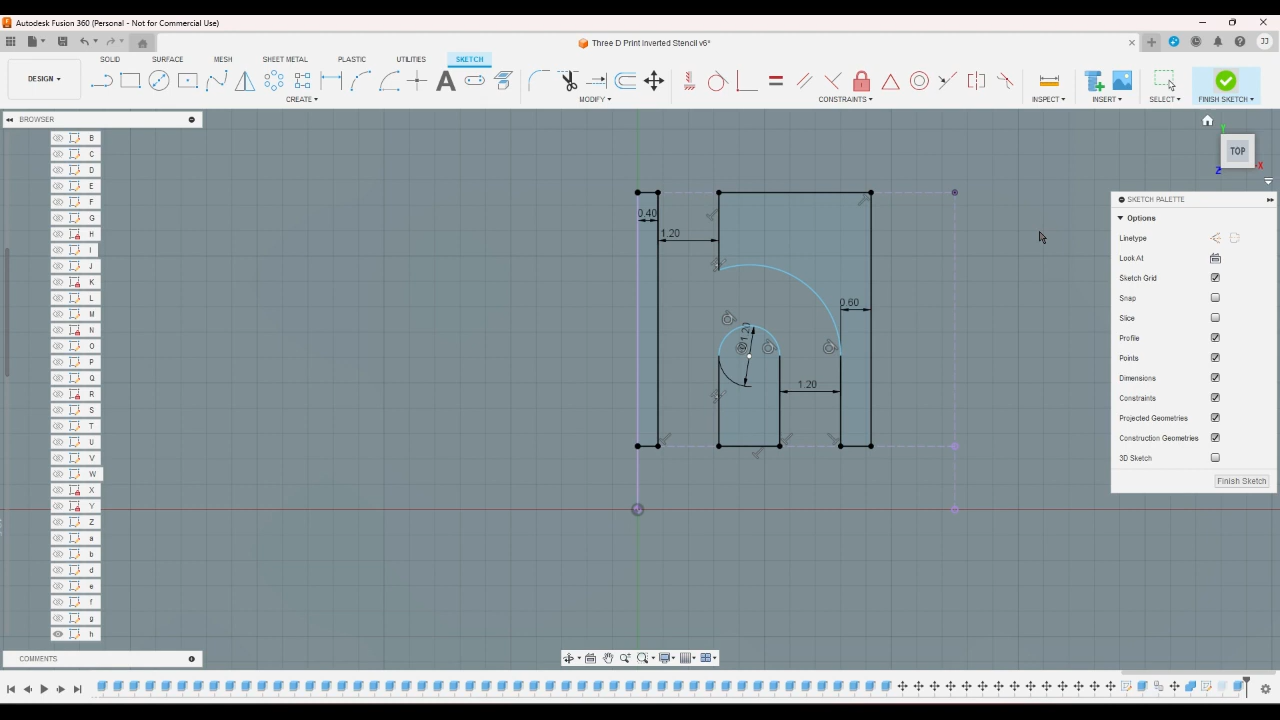 Autodesk Fusion 360 (Personal - Not for Commercial Use)
Three D Print Inverted Stencil v6*
JJ
SOLID SURFACE MESH SHEET METAL PLASTIC UTILITIES SKETCH
DESIGN
CREATE MODIFY CONSTRAINTS INSPECT INSERT SELECT FINISH SKETCH
BROWSER
B
C
D
E
F
G
H
I
J
K
L
M
N
O
P
Q
R
S
T
U
V
W
X
Y
Z
a
b
d
e
f
g
h
0.40
1.20
0.60
1.20
Y
TOP
X
Z
SKETCH PALETTE
Options
Linetype
Look At
Sketch Grid
Snap
Slice
Profile
Points
Dimensions
Constraints
Projected Geometries
Construction Geometries
3D Sketch
Finish Sketch
COMMENTS